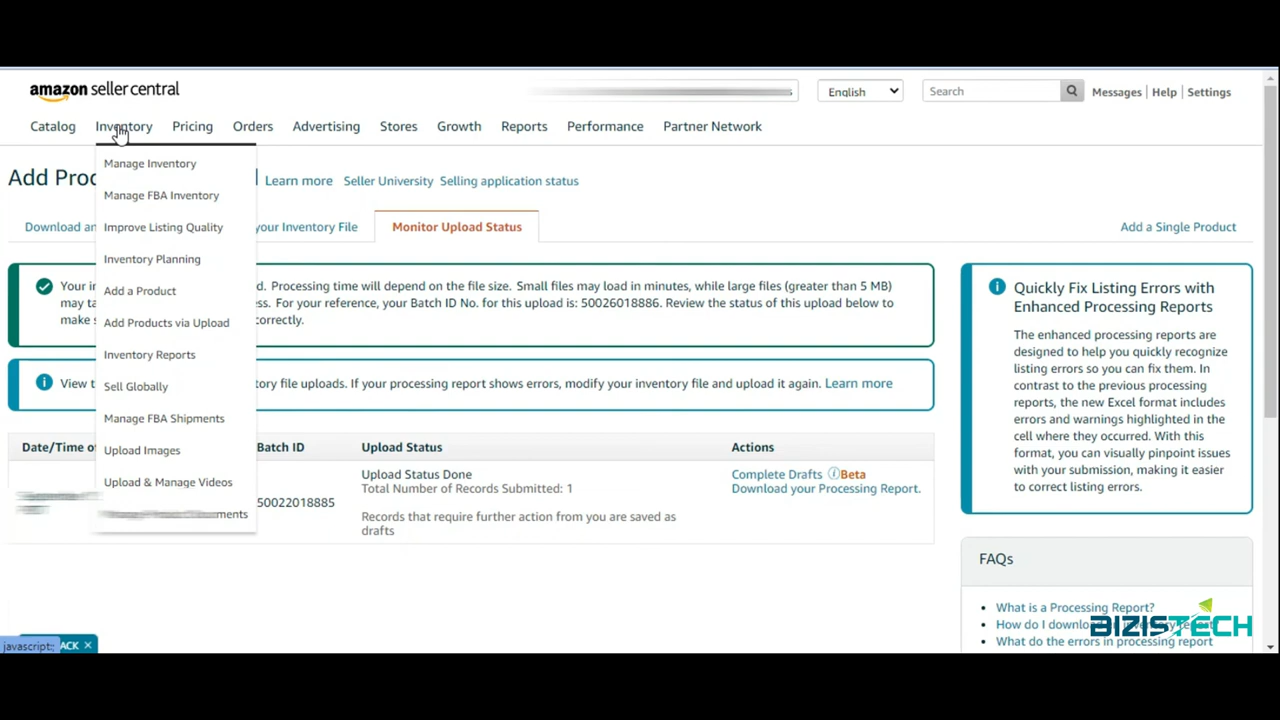 amazon seller central
English
Search
Messages | Help | Settings
Catalog Inventory Pricing Orders Advertising Stores Growth Reports Performance Partner Network
Manage Inventory
Manage FBA Inventory
Improve Listing Quality
Inventory Planning
Add a Product
Add Products via Upload
Inventory Reports
Sell Globally
Manage FBA Shipments
Upload Images
Upload & Manage Videos
Add Learn more Seller University Selling application status
Download your Inventory File Monitor Upload Status Add a Single Product
Your Processing time will depend on the file size. Small files may load in minutes, while large files (greater than 5 MB)
may For your reference, your Batch ID No. for this upload is: 50026018886. Review the status of this upload below to
make
View file uploads. If your processing report shows errors, modify your inventory file and upload it again. Learn more
Date/Time Batch ID Upload Status Actions
50022018885
Upload Status Done
Total Number of Records Submitted: 1
Records that require further action from you are saved as
drafts
Complete Drafts Beta
Download your Processing Report.
Quickly Fix Listing Errors with
Enhanced Processing Reports
The enhanced processing reports are
designed to help you quickly recognize
listing errors so you can fix them. In
contrast to the previous processing
reports, the new Excel format includes
errors and warnings highlighted in the
cell where they occurred. With this
format, you can visually pinpoint issues
with your submission, making it easier
to correct listing errors.
FAQs
• What is a Processing Report?
• How do I
• What do the errors in processing report
BIZISTECH
javascript:;
ACK ×